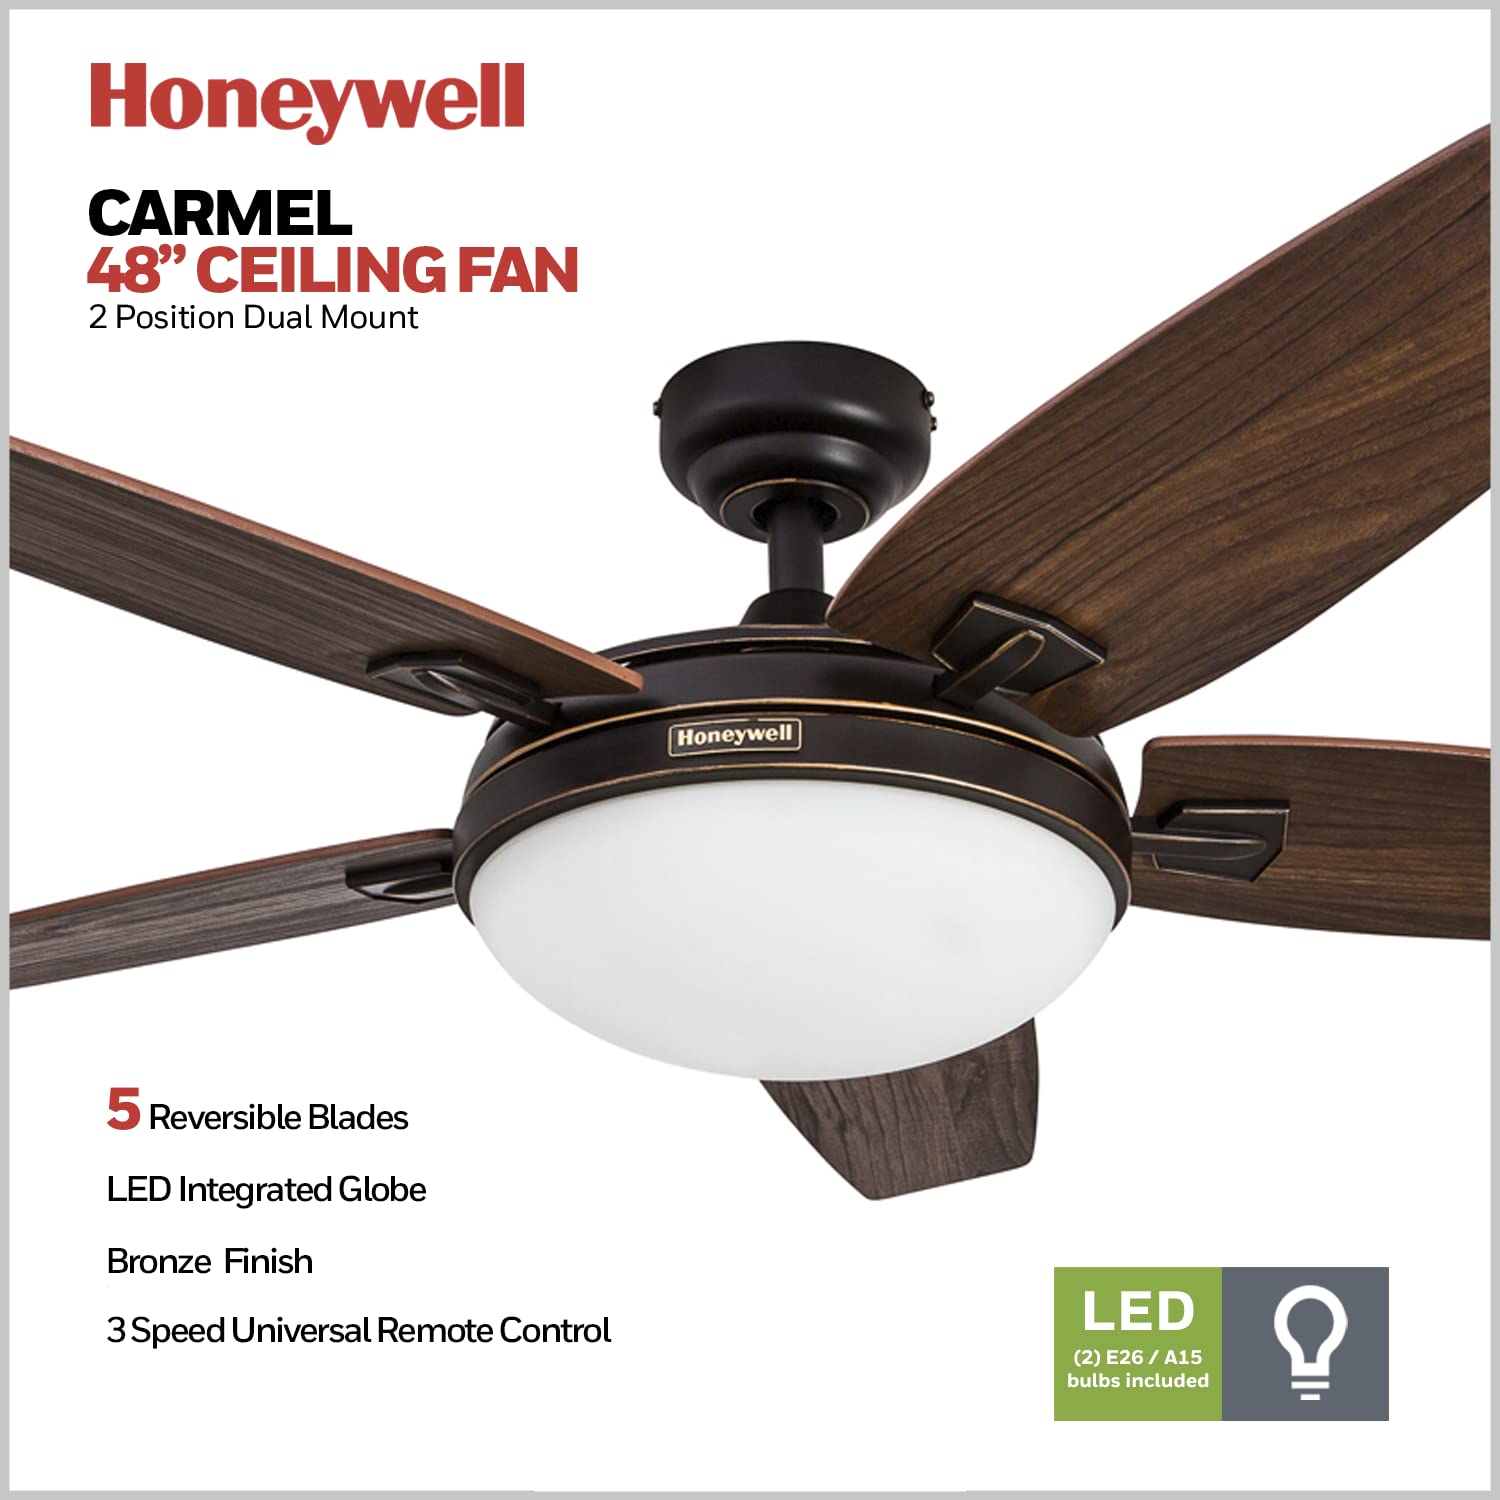 Honeywell
CARMEL
48” CEILING FAN
2 Position Dual Mount
Honeywell
5 Reversible Blades
LED Integrated Globe
Bronze Finish
3 Speed Universal Remote Control
LED
(2) E26 / A15
bulbs included